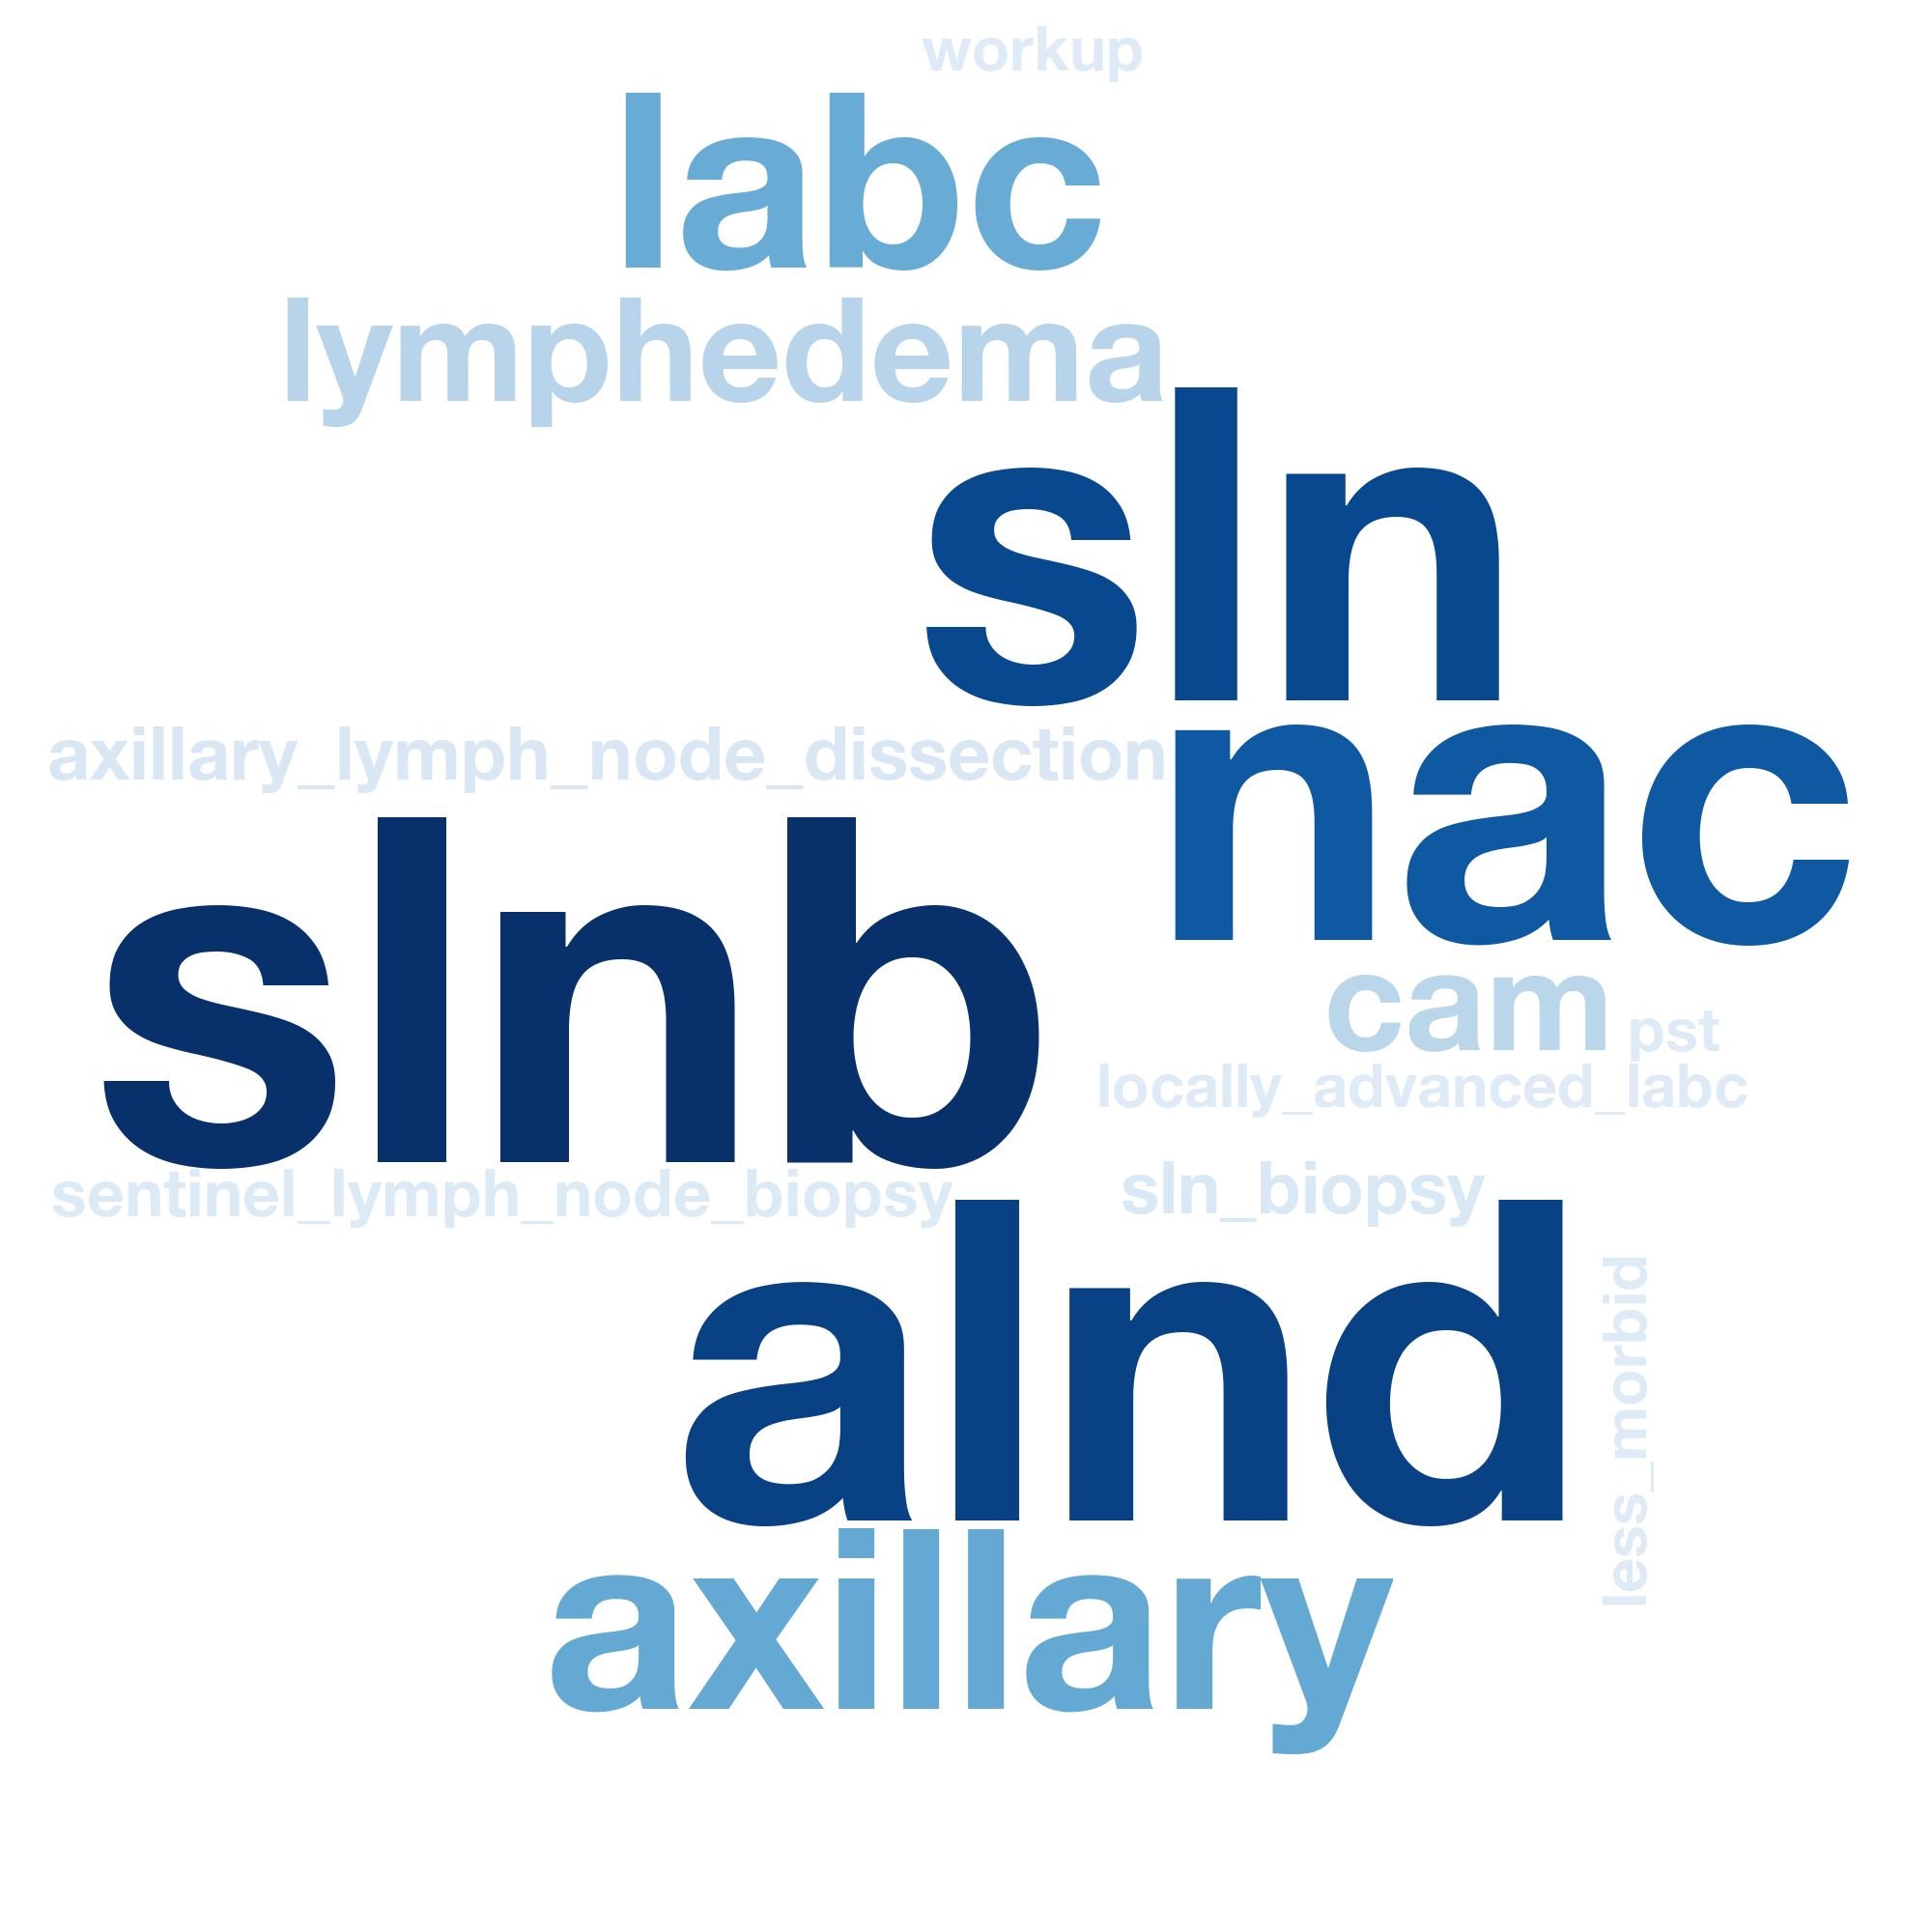 workup
labc
lymphedema
sln
axillary_lymph_node_dissection
nac
slnb
cam
pst
locally_advanced_labc
sentinel_lymph_node_biopsy
sln_biopsy
alnd
less_morbid
axillary